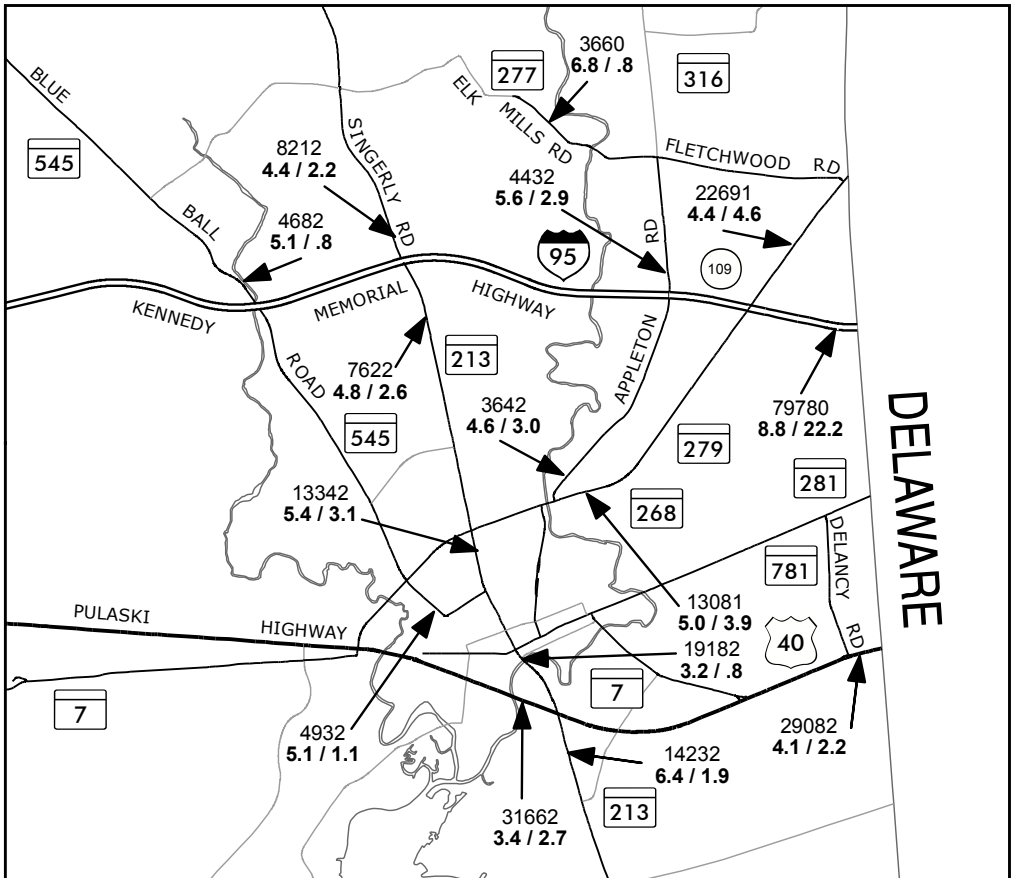 3660
6.8 / .8
277
316
BLUE
ELK
MILLS RD
SINGERLY RD
545
8212
4.4 / 2.2
FLETCHWOOD RD
4432
5.6 / 2.9
22691
4.4 / 4.6
BALL
4682
5.1 / .8
RD
95
109
KENNEDY
MEMORIAL
HIGHWAY
ROAD
7622
4.8 / 2.6
213
APPLETON
3642
4.6 / 3.0
79780
8.8 / 22.2
DELAWARE
545
279
281
13342
5.4 / 3.1
268
DELANCY RD
781
PULASKI
HIGHWAY
13081
5.0 / 3.9
40
19182
3.2 / .8
7
7
4932
5.1 / 1.1
29082
4.1 / 2.2
14232
6.4 / 1.9
31662
3.4 / 2.7
213